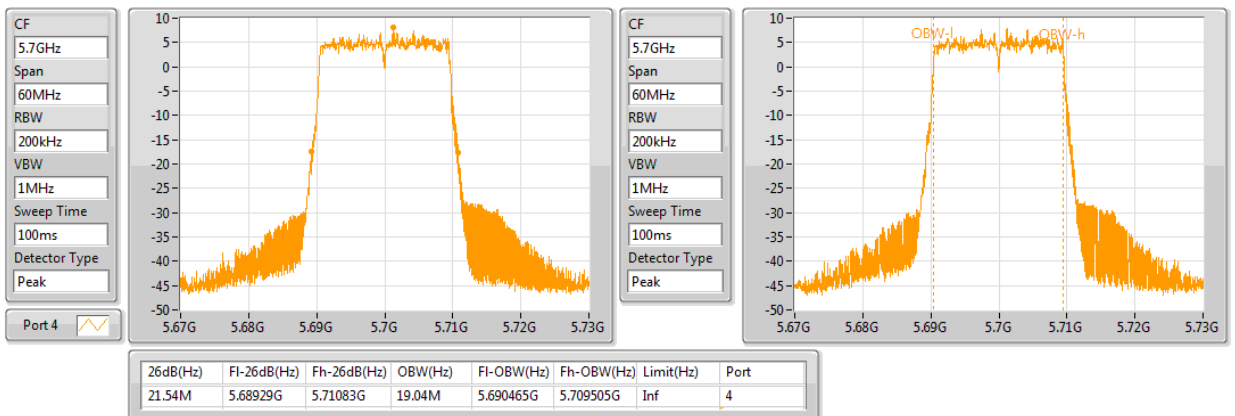 CF
5.7GHz
Span
60MHz
RBW
200kHz
VBW
1MHz
Sweep Time
100ms
Detector Type
Peak
Port 4
10
5
0
-5
-10
-15
-20
-25
-30
-35
-40
-45
-50
5.67G 5.68G 5.69G 5.7G 5.71G 5.72G 5.73G
CF
5.7GHz
Span
60MHz
RBW
200kHz
VBW
1MHz
Sweep Time
100ms
Detector Type
Peak
10
5
0
-5
-10
-15
-20
-25
-30
-35
-40
-45
-50
OBW-l OBW-h
5.67G 5.68G 5.69G 5.7G 5.71G 5.72G 5.73G
26dB(Hz) Fl-26dB(Hz) Fh-26dB(Hz) OBW(Hz) Fl-OBW(Hz) Fh-OBW(Hz) Limit(Hz) Port
21.54M 5.68929G 5.71083G 19.04M 5.690465G 5.709505G Inf 4